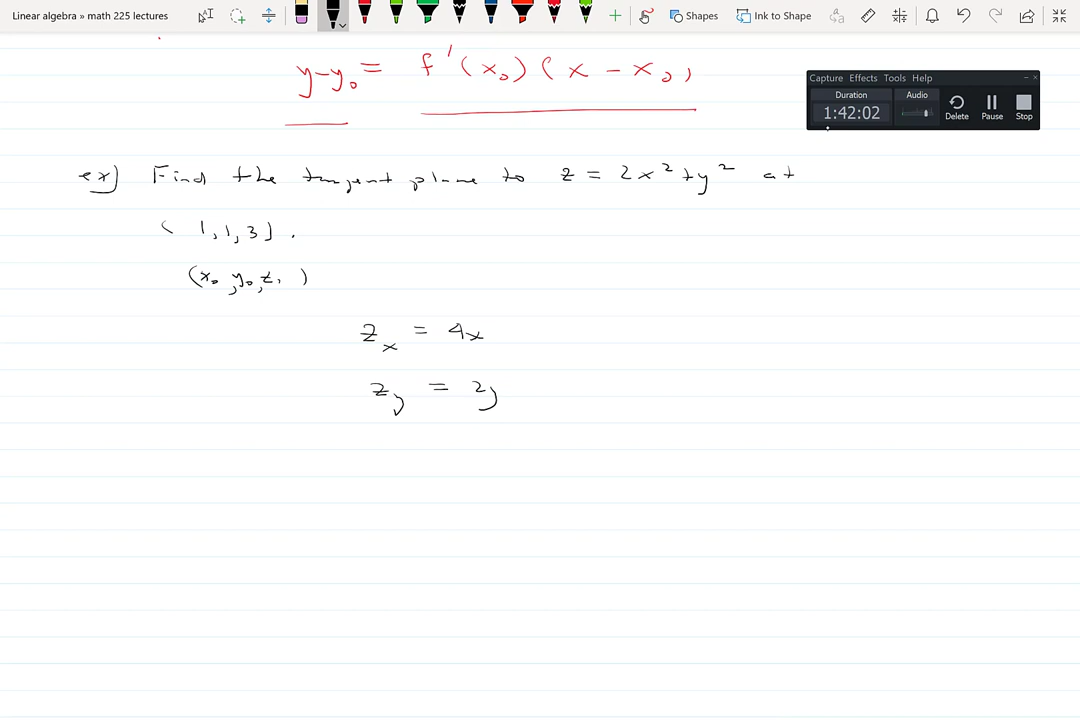 Linear algebra » math 225 lectures
Shapes
Ink to Shape
y-y₀ = f'(x₀)(x - x₀)
Capture Effects Tools Help
Duration
Audio
1:42:02
Delete
Pause
Stop
ex) Find the tangent plane to z = 2x² + y² at
(1,1,3).
(x₀, y₀, z₀)
z_x = 4x
z_y = 2y